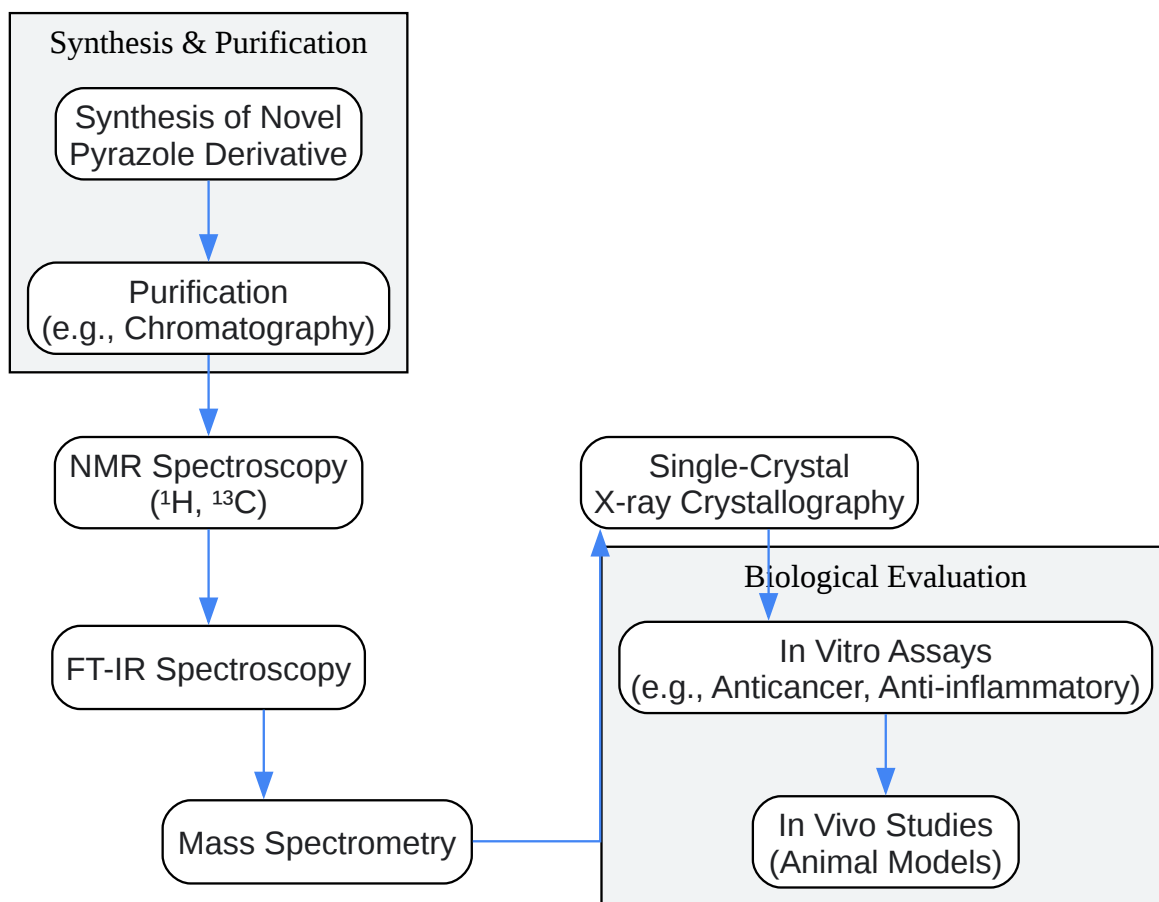 Synthesis & Purification
Synthesis of Novel
Pyrazole Derivative
Purification
(e.g., Chromatography)
NMR Spectroscopy
(¹H, ¹³C)
FT-IR Spectroscopy
Mass Spectrometry
Single-Crystal
X-ray Crystallography
Biological Evaluation
In Vitro Assays
(e.g., Anticancer, Anti-inflammatory)
In Vivo Studies
(Animal Models)